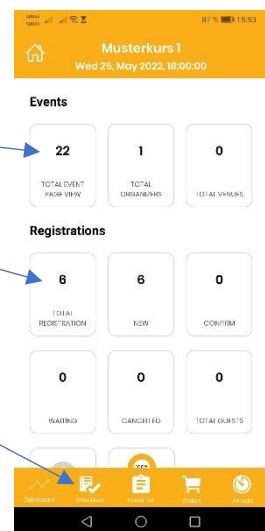 87 % 15:53
Musterkurs 1
Wed 25, May 2022, 18:00:00
Events
22
1
0
TOTAL EVENT
PAGE VIEW
TOTAL
ORGANIZERS
TOTAL VENUES
Registrations
6
6
0
TOTAL
REGISTRATION
NEW
CONFIRM
0
0
0
WAITING
CANCELLED
TOTAL GUESTS
Dashboard
Attendees
Guest list
Orders
Arrivals